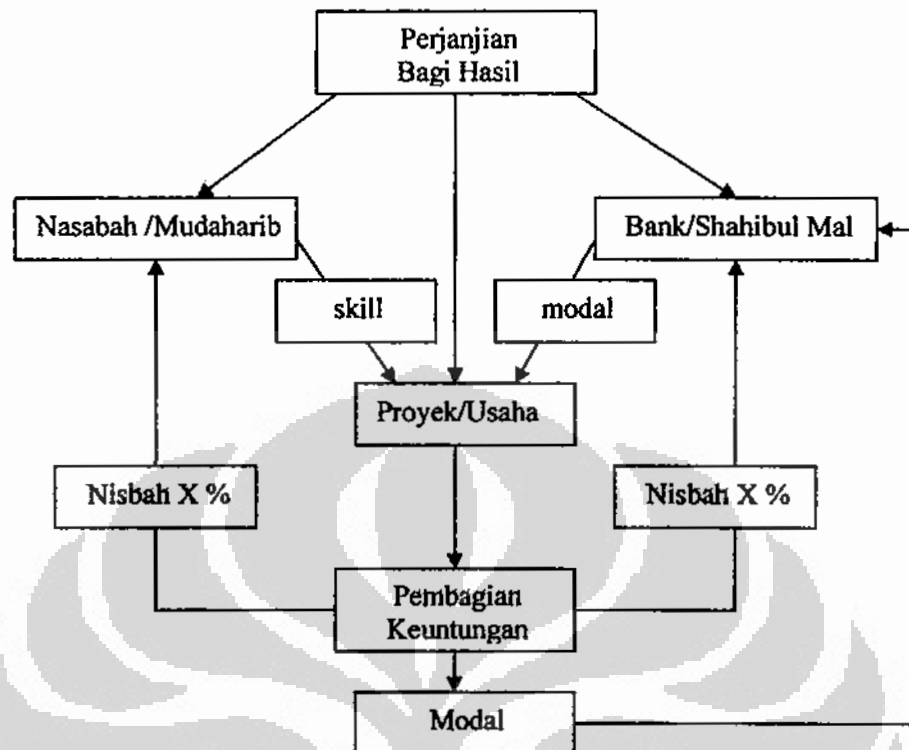 Perjanjian
Bagi Hasil
Nasabah /Mudaharib
Bank/Shahibul Mal
skill
modal
Proyek/Usaha
Nisbah X %
Nisbah X %
Pembagian
Keuntungan
Modal